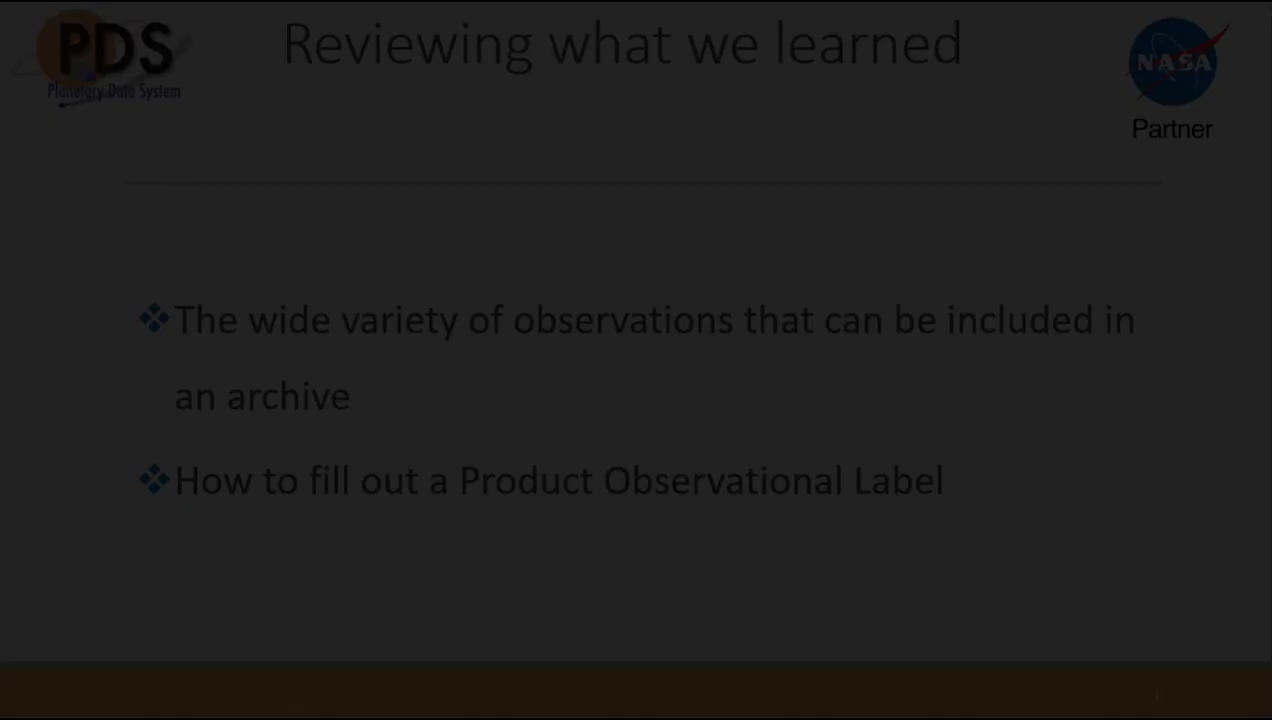 PDS
Planetary Data System
Reviewing what we learned
NASA
Partner
❖The wide variety of observations that can be included in
an archive
❖How to fill out a Product Observational Label